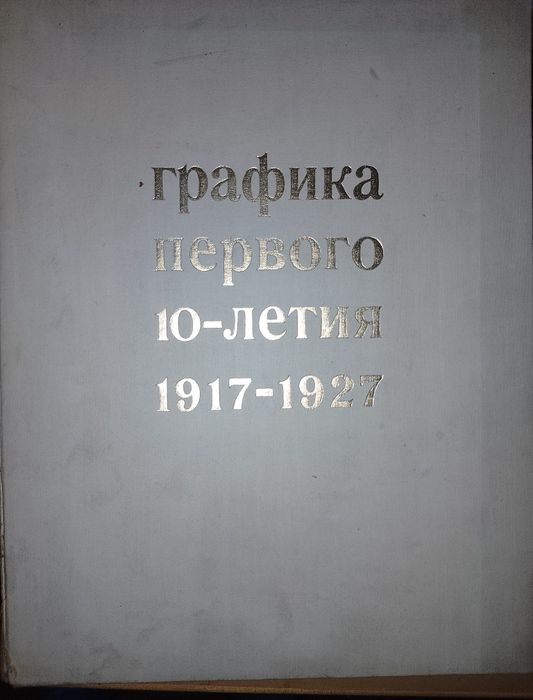 графика
первого
10-летия
1917-1927